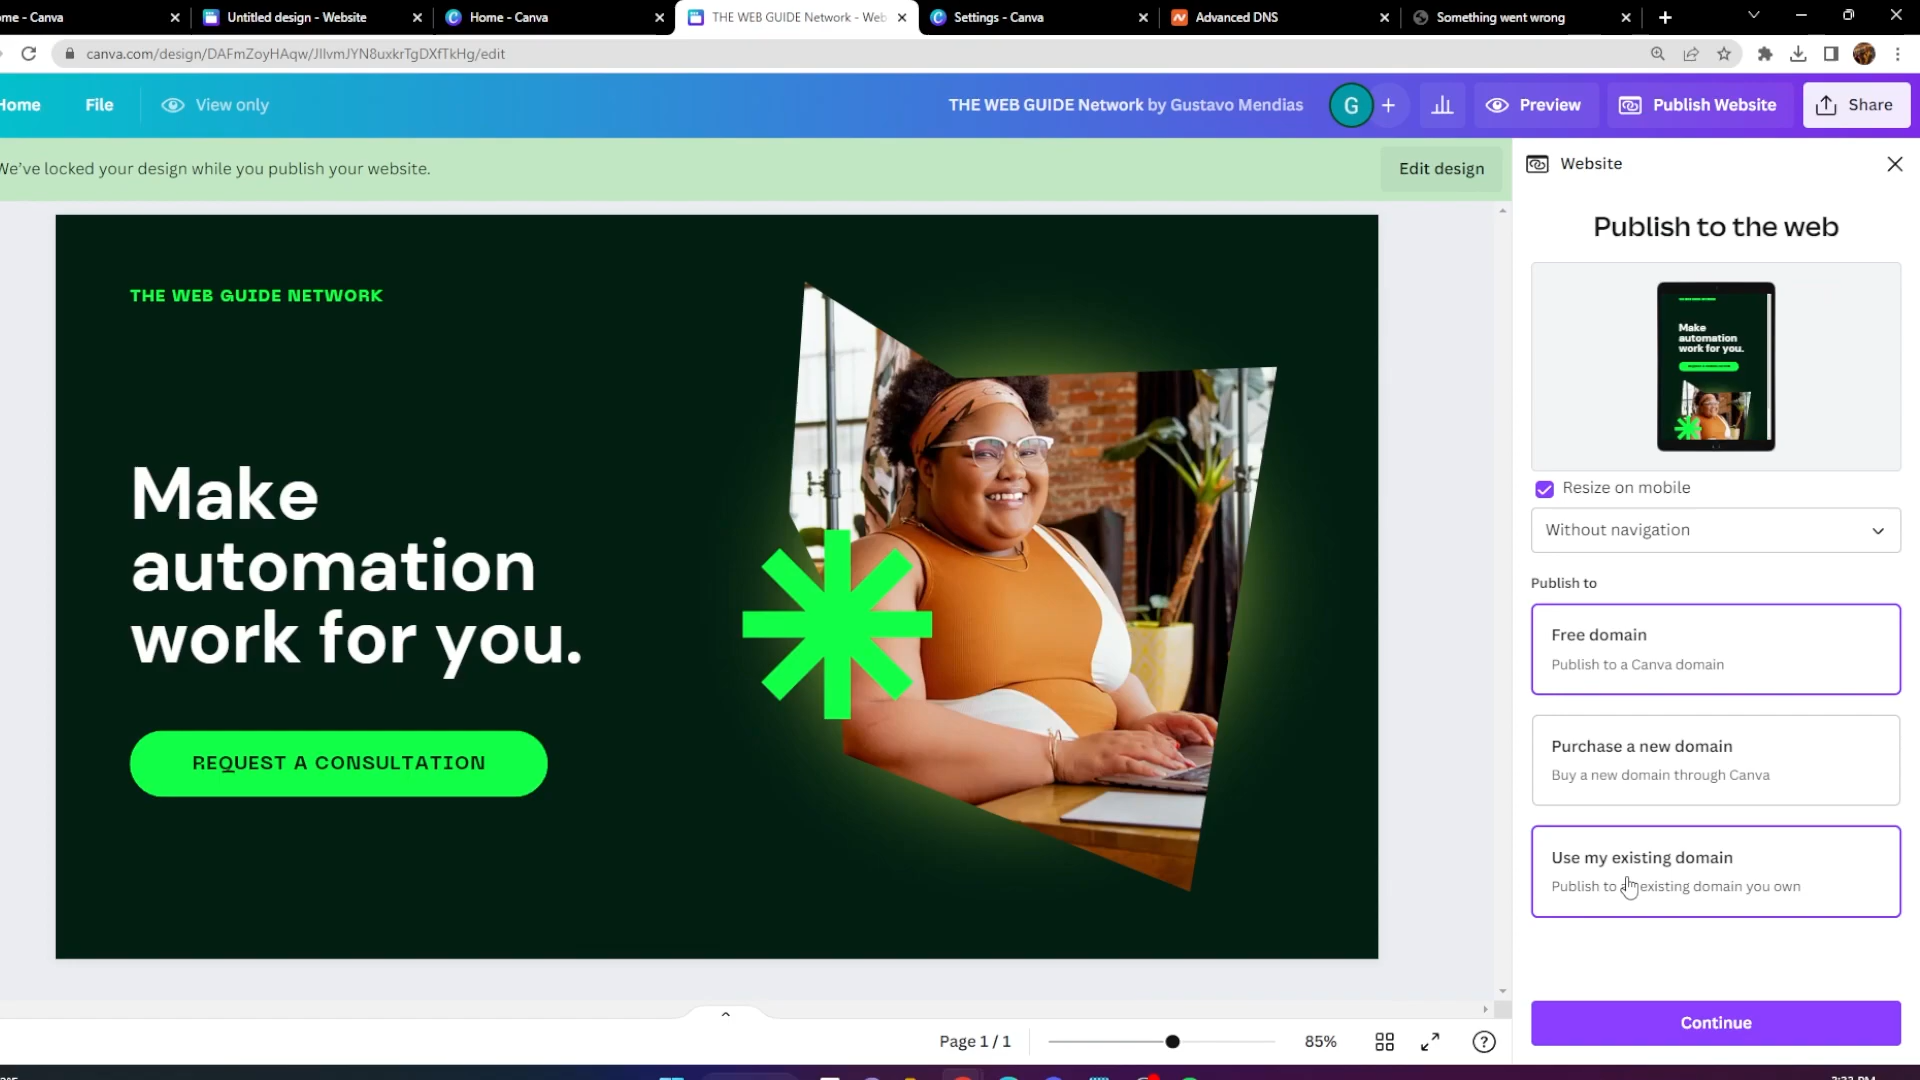 ome - Canva
Untitled design - Website
Home - Canva
THE WEB GUIDE Network - Web
Settings - Canva
Advanced DNS
Something went wrong
canva.com/design/DAFmZoyHAqw/JIIvmJYN8uxkrTgDXfTkHg/edit
Home
File
View only
THE WEB GUIDE Network by Gustavo Mendias
G
Preview
Publish Website
Share
We've locked your design while you publish your website.
Edit design
Website
Publish to the web
THE WEB GUIDE NETWORK
Make
automation
work for you.
REQUEST A CONSULTATION
Make
automation
work for you.
Resize on mobile
Without navigation
Publish to
Free domain
Publish to a Canva domain
Purchase a new domain
Buy a new domain through Canva
Use my existing domain
Publish to existing domain you own
Continue
Page 1 / 1
85%